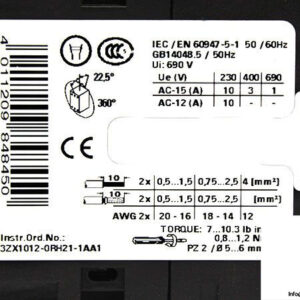 4 011209 848450
IEC / EN 60947-5-1 50 /60Hz
GB14048.5 / 50Hz
Ui: 690 V
22,5°
360°
Ue (V) 230 400 690
AC-15 (A) 10 3 1
AC-12 (A) 10 - -
CCC
CE
10 2x 0,5...1,5 0,75...2,5 4 [mm²]
10 2x 0,5...1,5 0,75...2,5 [mm²]
AWG 2x 20 - 16 18 - 14 12
TORQUE: 7...10.3 lb in
0,8...1,2 N
PZ 2 / Ø 5...6 mm
Instr.Ord.No.:
3ZX1012-0RH21-1AA1